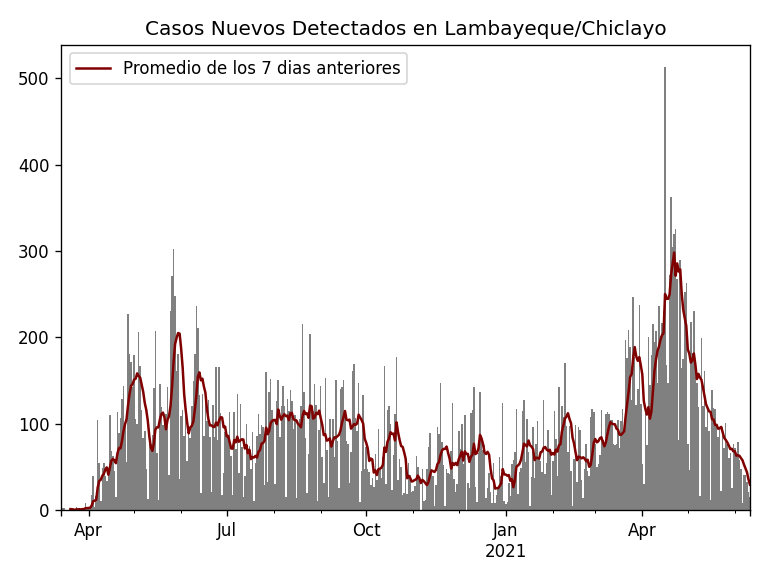 Casos Nuevos Detectados en Lambayeque/Chiclayo
Promedio de los 7 dias anteriores
500
400
300
200
100
0
Apr Jul Oct Jan Apr
2021